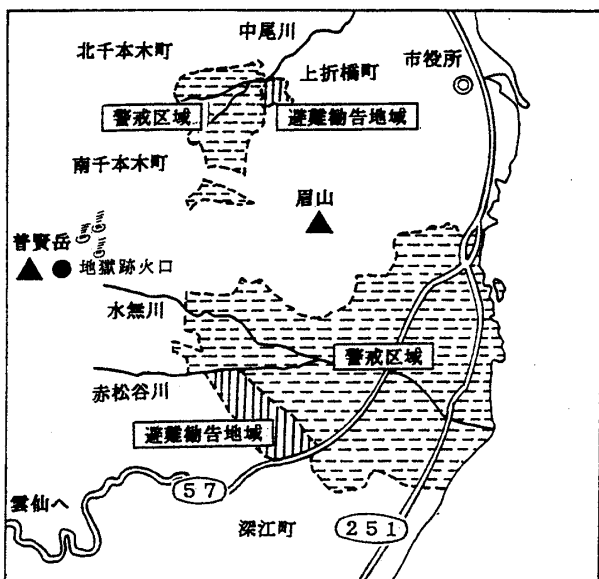 中尾川
北千本木町
上折橋町
市役所
警戒区域
避難勧告地域
南千本木町
眉山
普賢岳
地獄跡火口
水無川
警戒区域
赤松谷川
避難勧告地域
57
雲仙へ
深江町
251